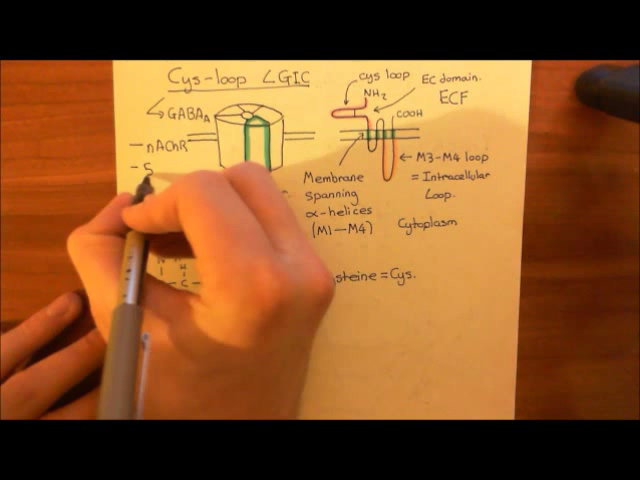 Cys-loop LGIC
GABAA
- nAChR
- 5
cys loop
EC domain.
ECF
NH2
COOH
M3-M4 loop
= Intracellular
Loop.
Membrane
spanning
α-helices
(M1-M4)
Cytoplasm
N H
H
- C -
steine = Cys.